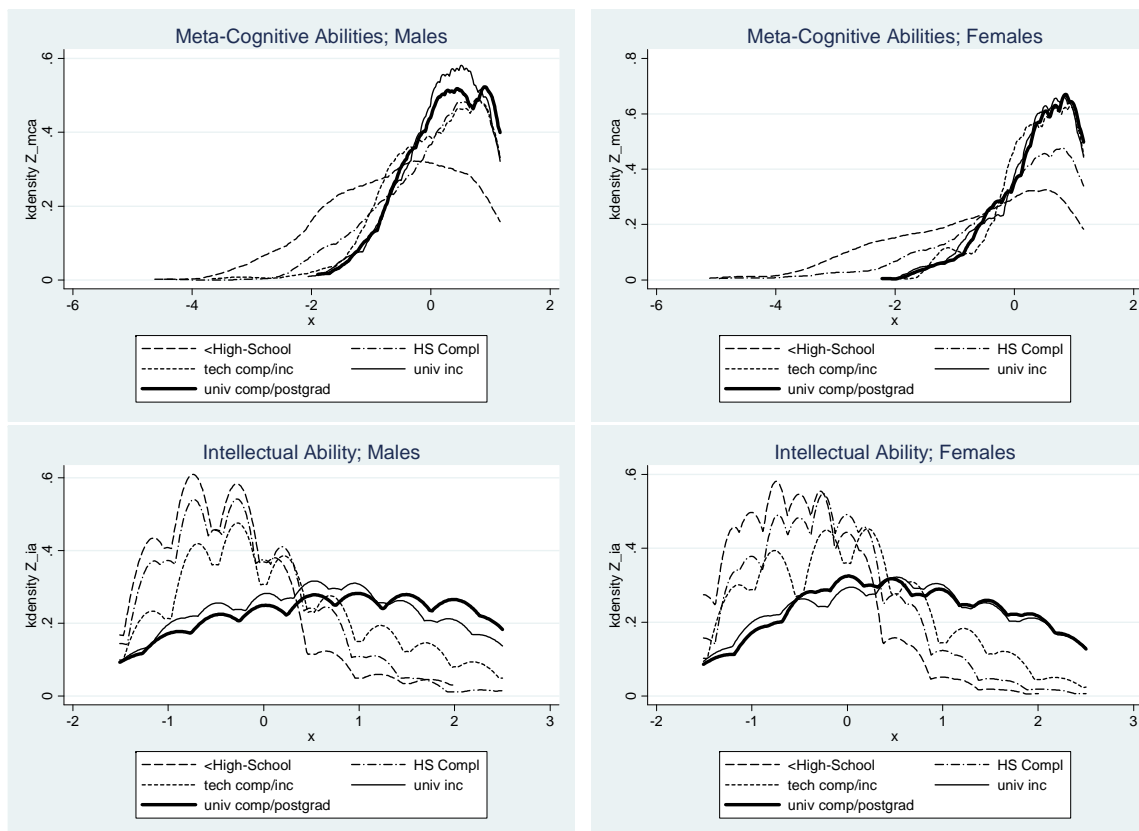 Meta-Cognitive Abilities; Males
kdensity Z_mca
.6
.4
.2
0
-6 -4 -2 0 2
x
<High-School HS Compl
tech comp/inc univ inc
univ comp/postgrad
Meta-Cognitive Abilities; Females
kdensity Z_mca
.8
.6
.4
.2
0
-6 -4 -2 0 2
x
<High-School HS Compl
tech comp/inc univ inc
univ comp/postgrad
Intellectual Ability; Males
kdensity Z_ia
.6
.4
.2
0
-2 -1 0 1 2 3
x
<High-School HS Compl
tech comp/inc univ inc
univ comp/postgrad
Intellectual Ability; Females
kdensity Z_ia
.6
.4
.2
0
-2 -1 0 1 2 3
x
<High-School HS Compl
tech comp/inc univ inc
univ comp/postgrad